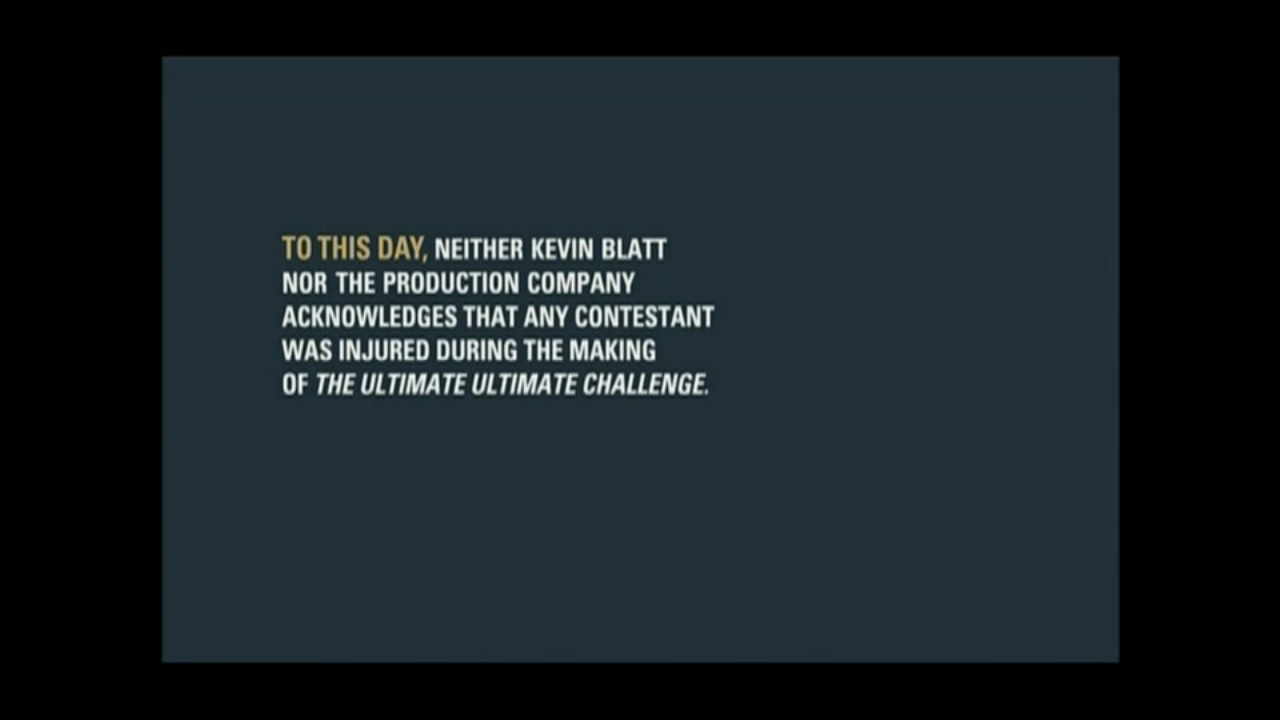 TO THIS DAY, NEITHER KEVIN BLATT
NOR THE PRODUCTION COMPANY
ACKNOWLEDGES THAT ANY CONTESTANT
WAS INJURED DURING THE MAKING
OF THE ULTIMATE ULTIMATE CHALLENGE.